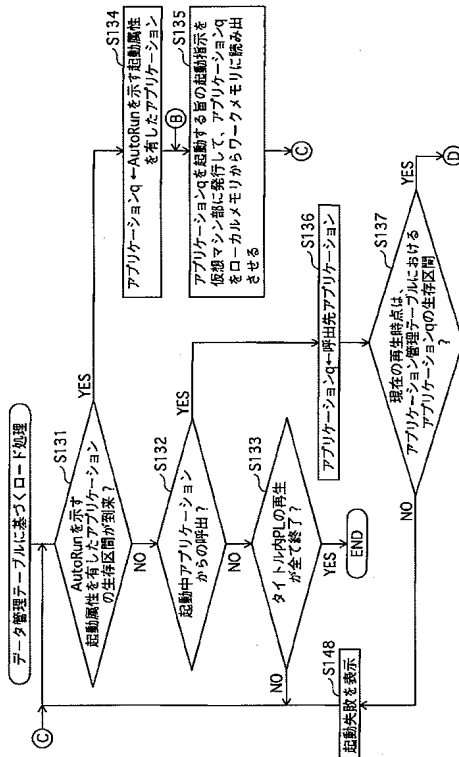 データ管理テーブルに基づくロード処理
C
S131
AutoRunを示す
起動属性を有したアプリケーション
の生存区間が到来?
YES
NO
S134
アプリケーションq ←AutoRunを示す起動属性
を有したアプリケーション
B
S135
アプリケーションqを起動する旨の起動指示を
仮想マシン部に発行して、アプリケーションq
をローカルメモリからワークメモリに読み出
させる
C
S132
起動中アプリケーション
からの呼出?
YES
NO
S133
タイトル内PLの再生
が全て終了?
NO
YES
END
S136
アプリケーションq←呼出先アプリケーション
S137
現在の再生時点は、
アプリケーション管理テーブルにおける
アプリケーションqの生存区間
?
YES
D
NO
S148
起動失敗を表示